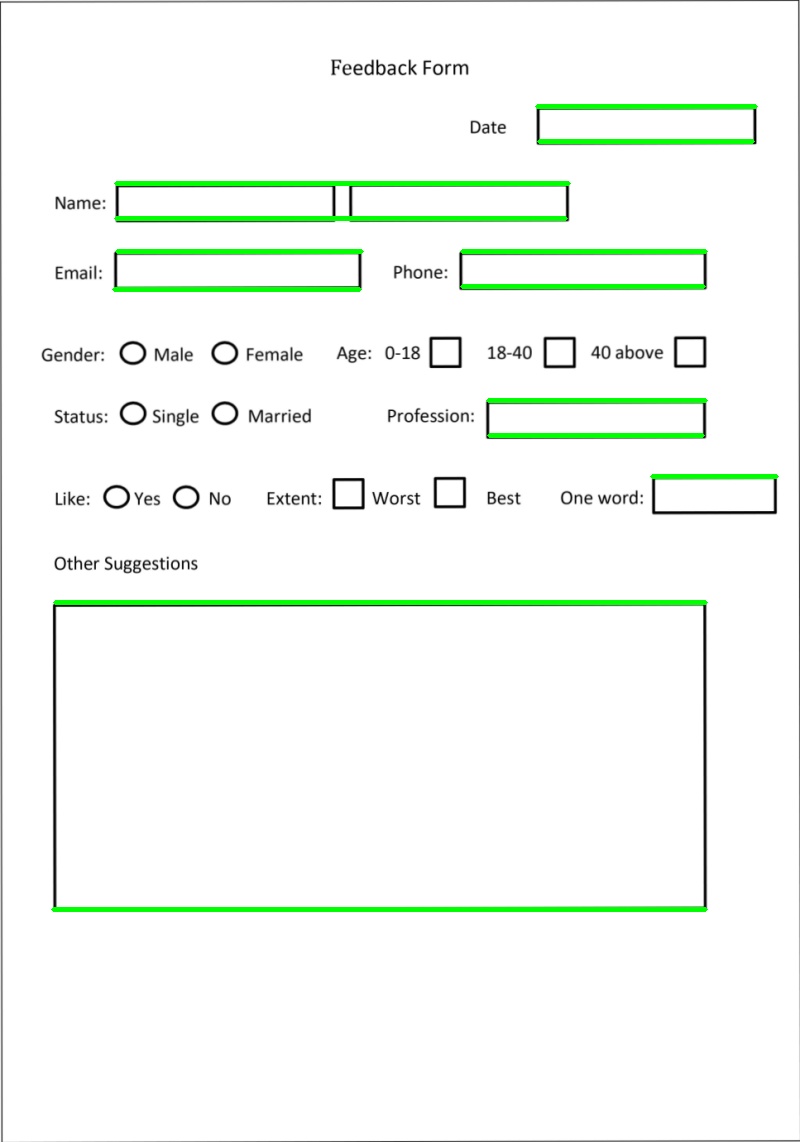 Feedback Form
Date
Name:
Email: Phone:
Gender: Male Female Age: 0-18 18-40 40 above
Status: Single Married Profession:
Like: Yes No Extent: Worst Best One word:
Other Suggestions